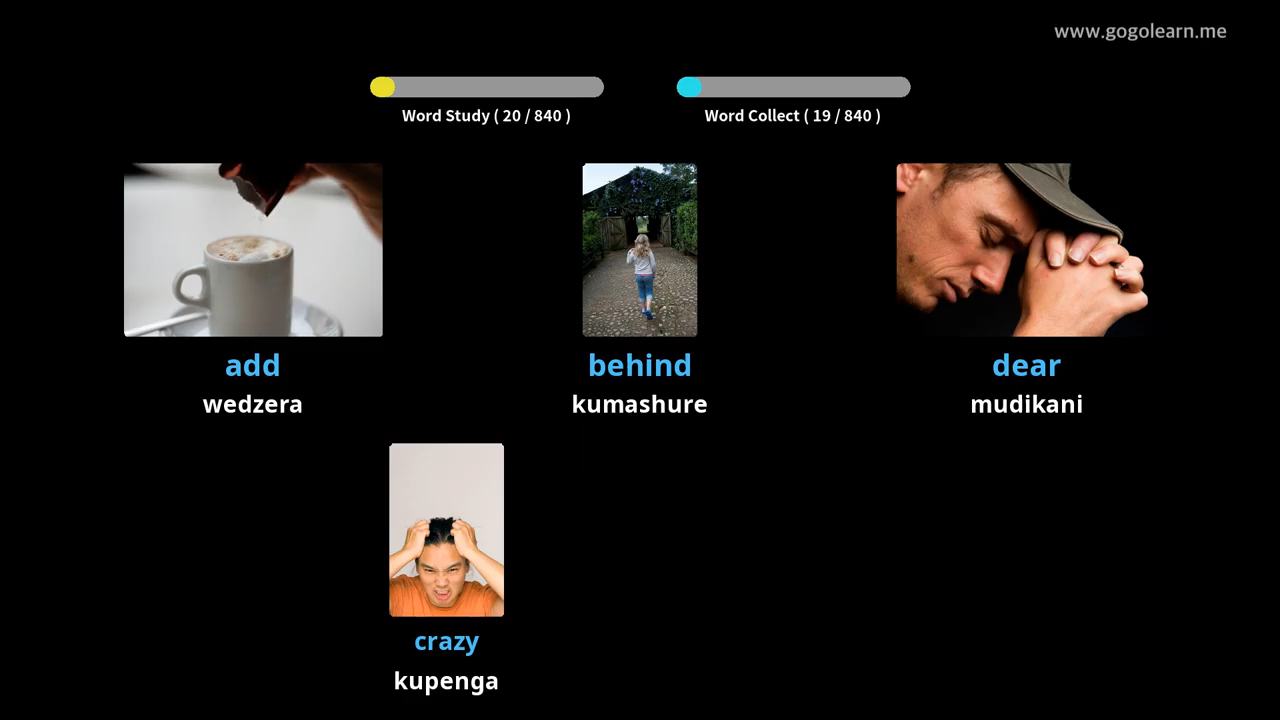 www.gogolearn.me
Word Study ( 20 / 840 )
Word Collect ( 19 / 840 )
add
wedzera
behind
kumashure
dear
mudikani
crazy
kupenga